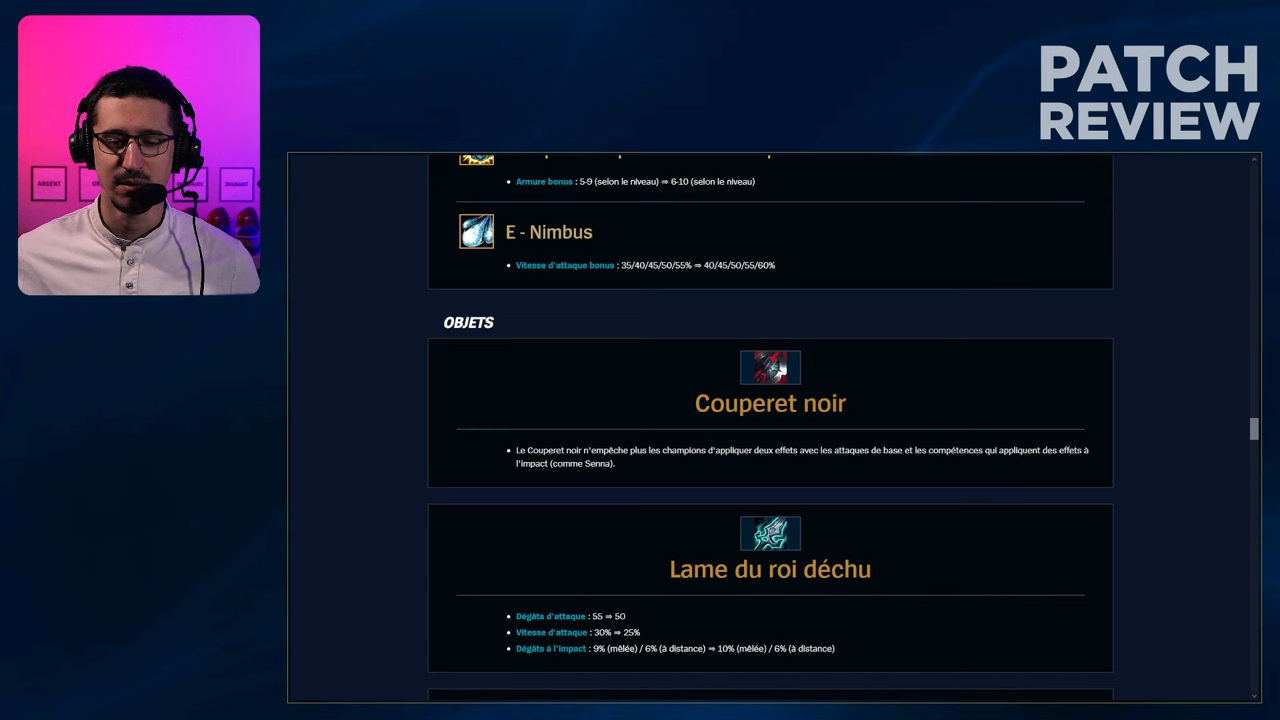 PATCH
REVIEW
ARGENT
DIAMANT
Armure bonus : 5-9 (selon le niveau) ⇒ 6-10 (selon le niveau)
E - Nimbus
Vitesse d'attaque bonus : 35/40/45/50/55% ⇒ 40/45/50/55/60%
OBJETS
Couperet noir
Le Couperet noir n'empêche plus les champions d'appliquer deux effets avec les attaques de base et les compétences qui appliquent des effets à
l'impact (comme Senna).
Lame du roi déchu
Dégâts d'attaque : 55 ⇒ 50
Vitesse d'attaque : 30% ⇒ 25%
Dégâts à l'impact : 9% (mêlée) / 6% (à distance) ⇒ 10% (mêlée) / 6% (à distance)